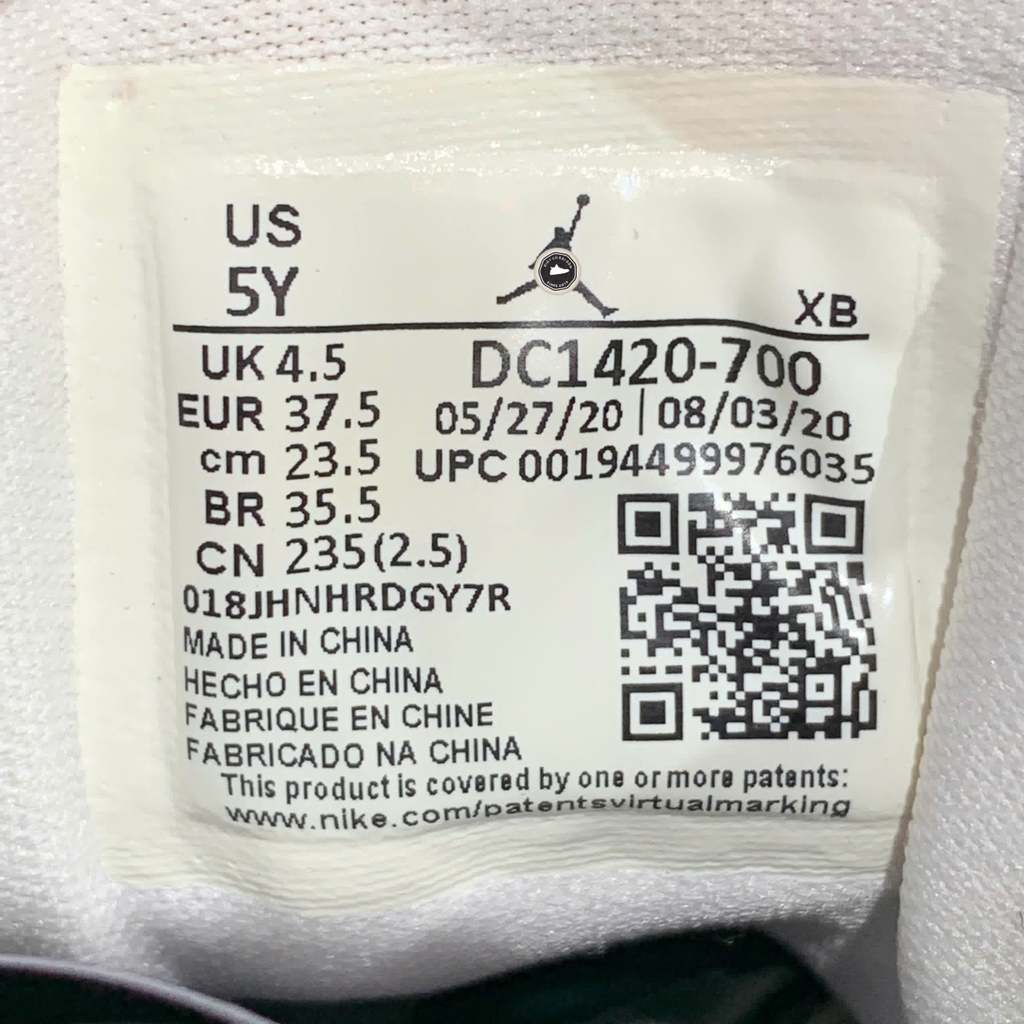 US
5Y
XB
UK 4.5
DC1420-700
EUR 37.5
05/27/20 | 08/03/20
cm 23.5
UPC 00194499976035
BR 35.5
CN 235(2.5)
018JHNHRDGY7R
MADE IN CHINA
HECHO EN CHINA
FABRIQUE EN CHINE
FABRICADO NA CHINA
This product is covered by one or more patents:
www.nike.com/patentsvirtualmarking